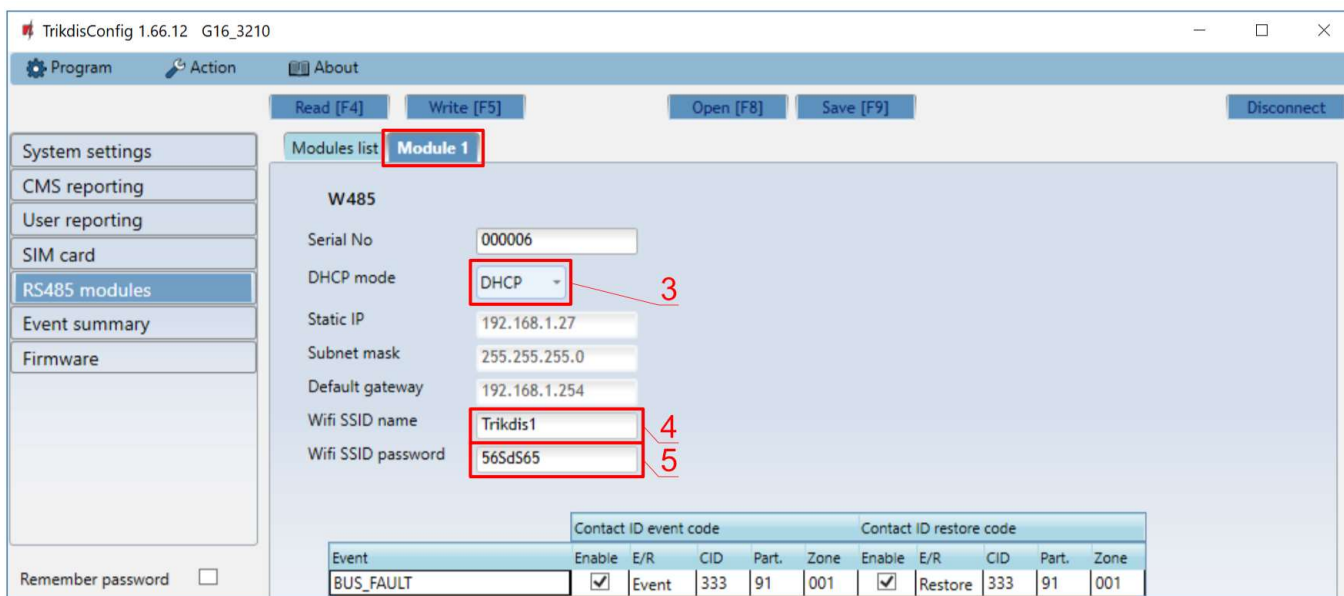 TrikdisConfig 1.66.12 G16_3210
Program Action About
Read [F4] Write [F5] Open [F8] Save [F9] Disconnect
System settings
CMS reporting
User reporting
SIM card
RS485 modules
Event summary
Firmware
Remember password
Modules list Module 1
W485
Serial No 000006
DHCP mode DHCP 3
Static IP 192.168.1.27
Subnet mask 255.255.255.0
Default gateway 192.168.1.254
Wifi SSID name Trikdis1 4
Wifi SSID password 56SdS65 5
Contact ID event code Contact ID restore code
Event Enable E/R CID Part. Zone Enable E/R CID Part. Zone
BUS_FAULT Event 333 91 001 Restore 333 91 001